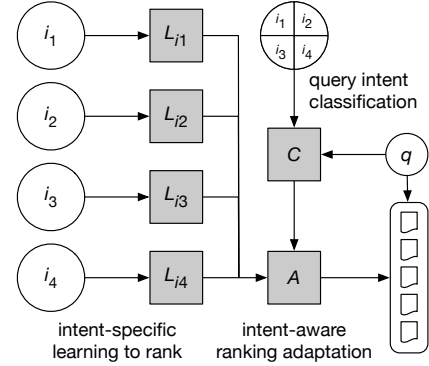 i1
Li1
i1
i2
i3
i4
query intent
classification
i2
Li2
C
q
i3
Li3
i4
Li4
A
intent-specific
learning to rank
intent-aware
ranking adaptation